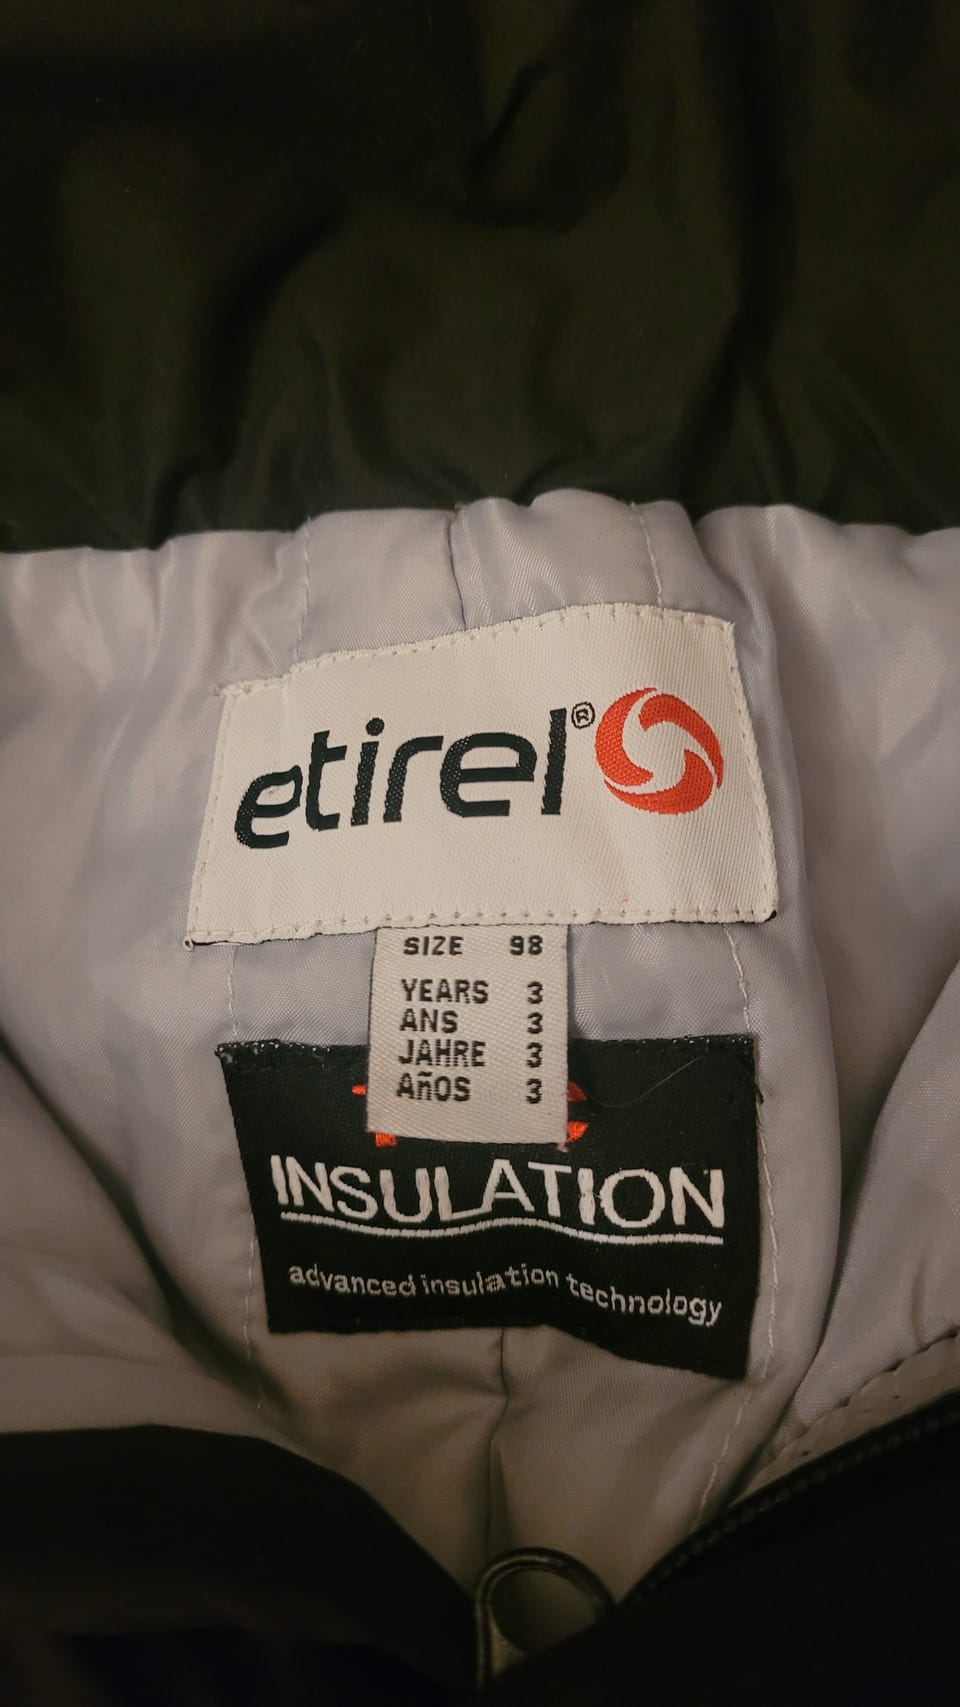 etirel®
SIZE 98
YEARS 3
ANS 3
JAHRE 3
AñOS 3
INSULATION
advanced insulation technology